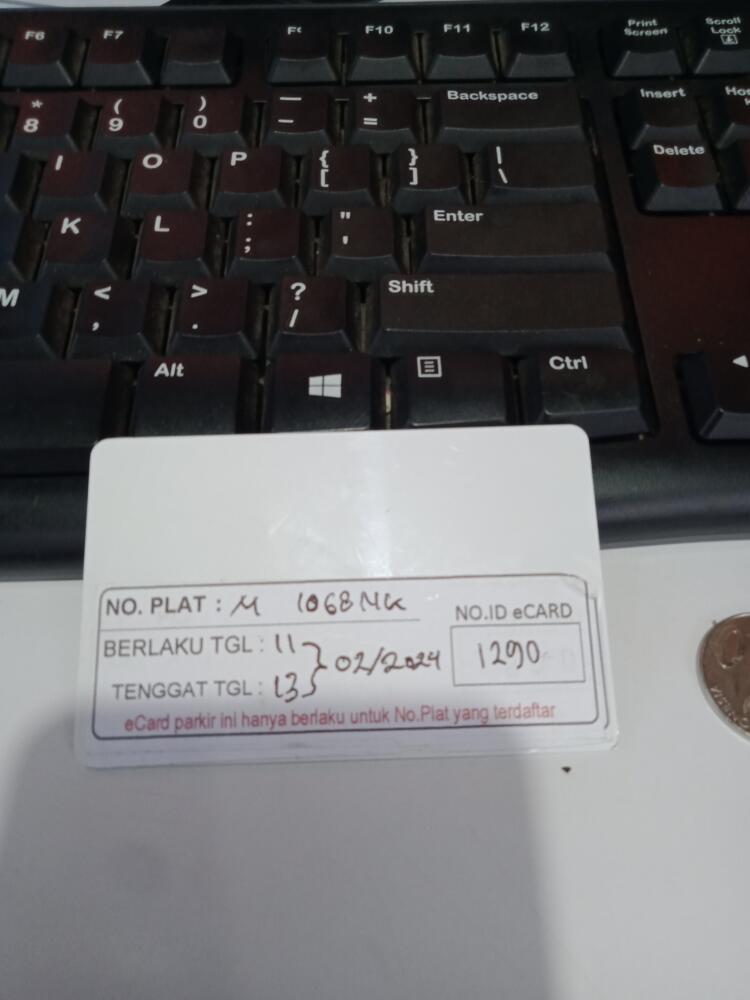 F6 F7 F9 F10 F11 F12 Print Screen Scroll Lock
* 8 ( 9 ) 0 — - + = Backspace Insert
I O P { [ } ] | \ Delete
K L : ; " ' Enter
M < , > . ? / Shift
Alt Ctrl
NO. PLAT : M 1068 NK
NO.ID eCARD
BERLAKU TGL : 11
1290
} 02/2024
TENGGAT TGL : 13
eCard parkir ini hanya berlaku untuk No.Plat yang terdaftar